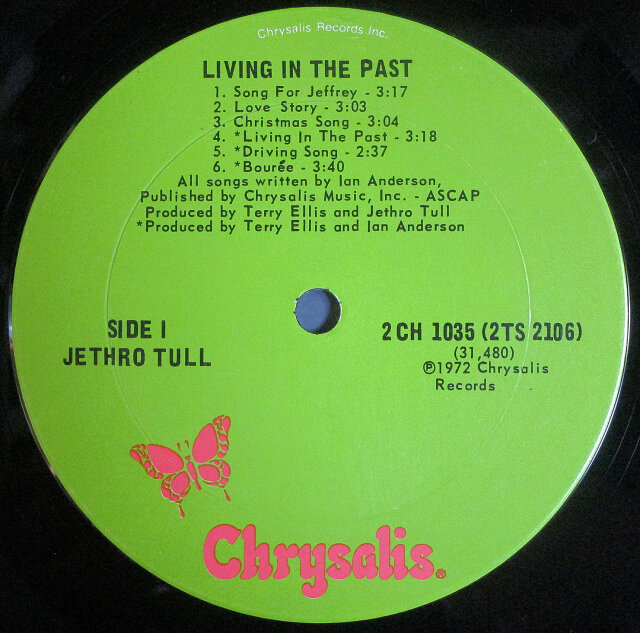 Chrysalis Records Inc.
LIVING IN THE PAST
1. Song For Jeffrey - 3:17
2. Love Story - 3:03
3. Christmas Song - 3:04
4. *Living In The Past - 3:18
5. *Driving Song - 2:37
6. *Bourée - 3:40
All songs written by Ian Anderson,
Published by Chrysalis Music, Inc. - ASCAP
Produced by Terry Ellis and Jethro Tull
*Produced by Terry Ellis and Ian Anderson
SIDE I
JETHRO TULL
2 CH 1035 (2TS 2106)
(31,480)
℗1972 Chrysalis
Records
Chrysalis.®